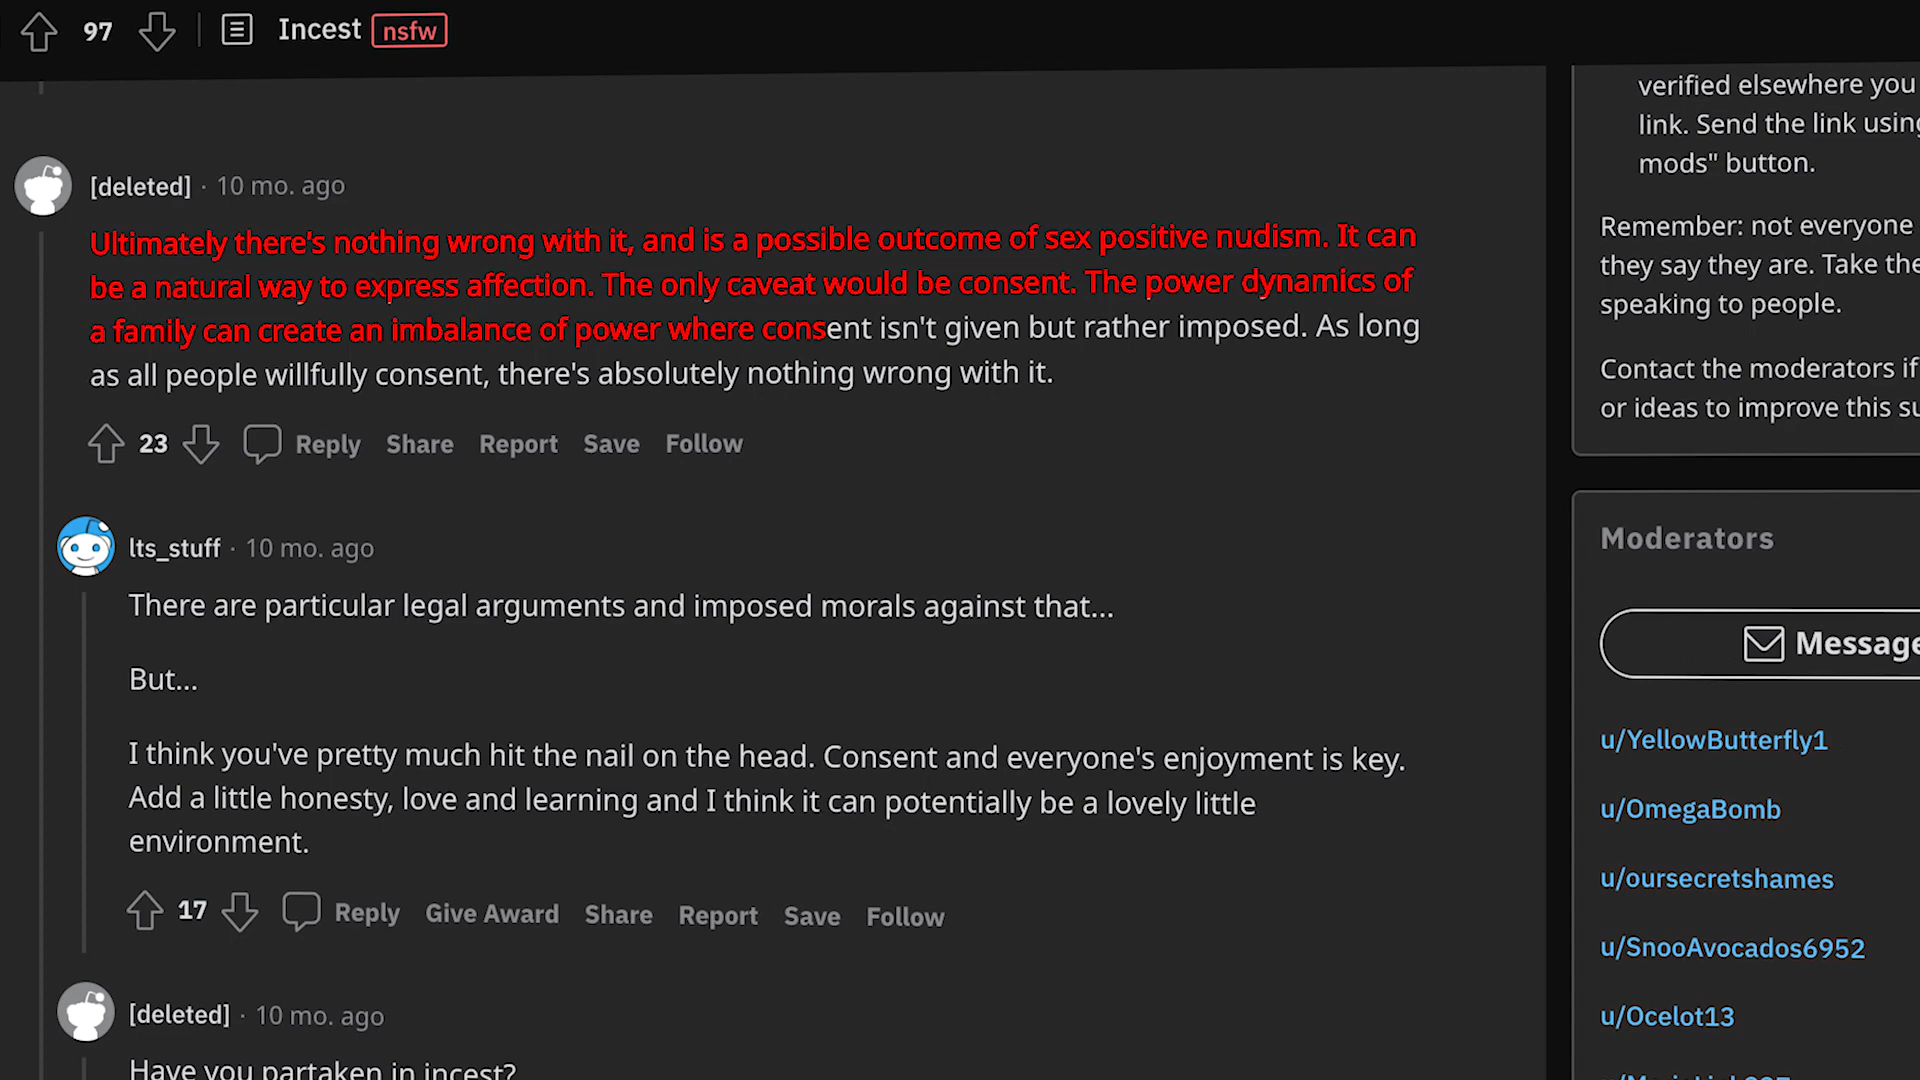 97 Incest nsfw
[deleted] · 10 mo. ago
Ultimately there's nothing wrong with it, and is a possible outcome of sex positive nudism. It can
be a natural way to express affection. The only caveat would be consent. The power dynamics of
a family can create an imbalance of power where consent isn't given but rather imposed. As long
as all people willfully consent, there's absolutely nothing wrong with it.
23 Reply Share Report Save Follow
lts_stuff · 10 mo. ago
There are particular legal arguments and imposed morals against that...
But...
I think you've pretty much hit the nail on the head. Consent and everyone's enjoyment is key.
Add a little honesty, love and learning and I think it can potentially be a lovely little
environment.
17 Reply Give Award Share Report Save Follow
[deleted] · 10 mo. ago
Have you partaken in incest?
verified elsewhere you
link. Send the link using
mods" button.
Remember: not everyone
they say they are. Take the
speaking to people.
Contact the moderators if
or ideas to improve this su
Moderators
Message
u/YellowButterfly1
u/OmegaBomb
u/oursecretshames
u/SnooAvocados6952
u/Ocelot13